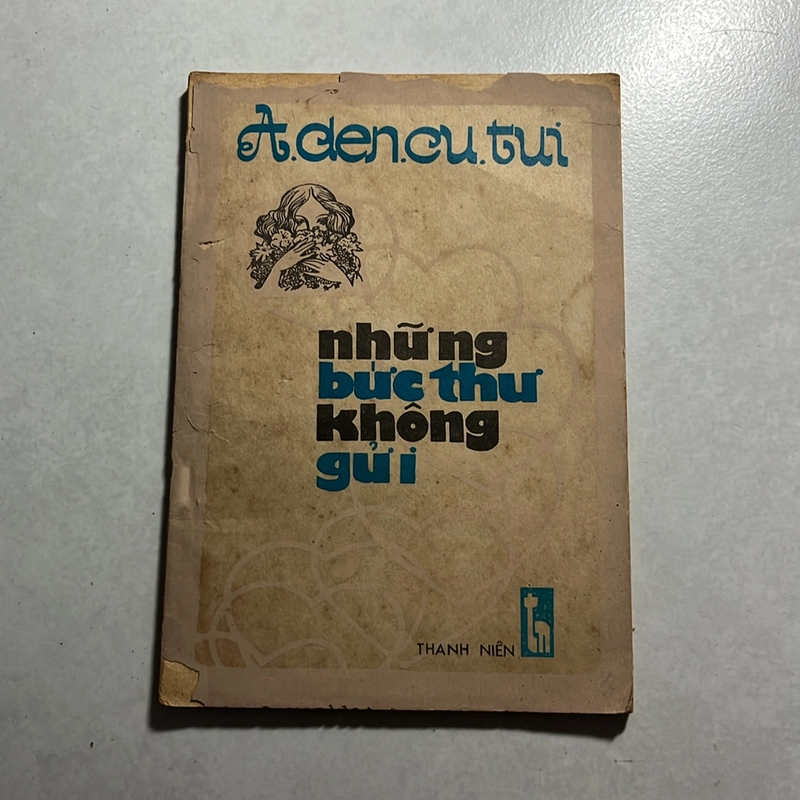 A.đen.cu.tui
những
bức thư
không
gửi
THANH NIÊN